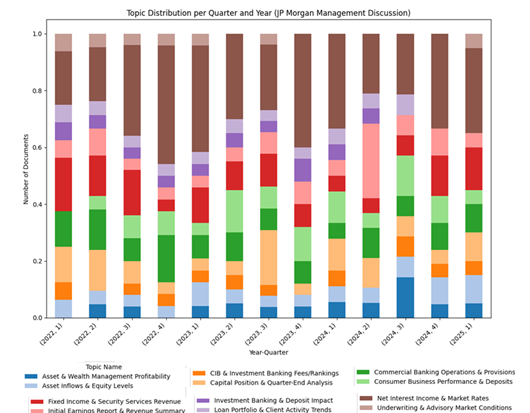 Topic Distribution per Quarter and Year (JP Morgan Management Discussion)
1.0
0.8
0.6
0.4
0.2
0.0
Number of Documents
(2022, 1)
(2022, 2)
(2022, 3)
(2022, 4)
(2023, 1)
(2023, 2)
(2023, 3)
(2023, 4)
(2024, 1)
(2024, 2)
(2024, 3)
(2024, 4)
(2025, 1)
Year-Quarter
Topic Name
Asset & Wealth Management Profitability
Asset Inflows & Equity Levels
Fixed Income & Security Services Revenue
Initial Earnings Report & Revenue Summary
CIB & Investment Banking Fees/Rankings
Capital Position & Quarter-End Analysis
Investment Banking & Deposit Impact
Loan Portfolio & Client Activity Trends
Commercial Banking Operations & Provisions
Consumer Business Performance & Deposits
Net Interest Income & Market Rates
Underwriting & Advisory Market Conditions